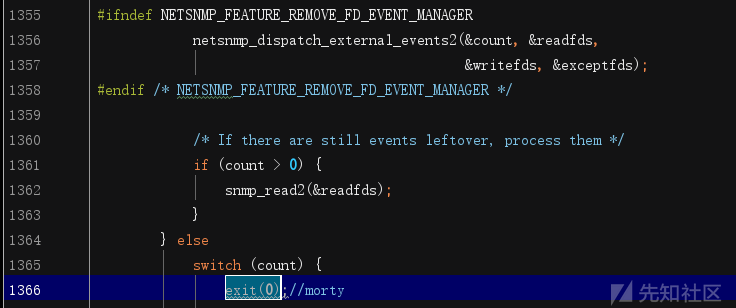 1355 #ifndef NETSNMP_FEATURE_REMOVE_FD_EVENT_MANAGER
1356 netsnmp_dispatch_external_events2(&count, &readfds,
1357 &writefds, &exceptfds);
1358 #endif /* NETSNMP_FEATURE_REMOVE_FD_EVENT_MANAGER */
1359
1360 /* If there are still events leftover, process them */
1361 if (count > 0) {
1362 snmp_read2(&readfds);
1363 }
1364 } else
1365 switch (count) {
1366 exit(0);//morty
先知社区